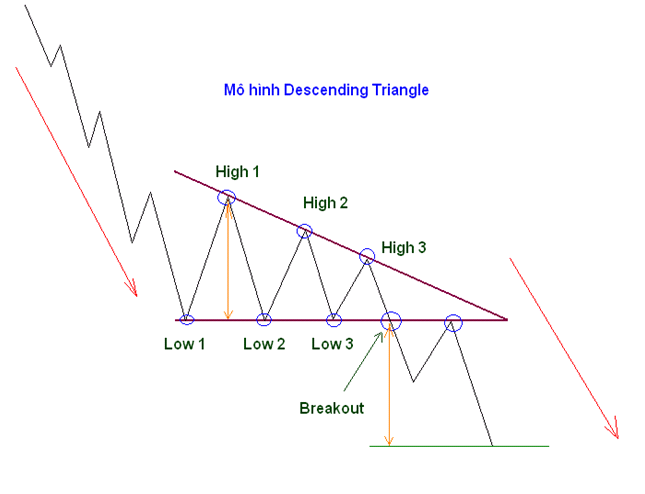 Mô hình Descending Triangle
High 1
High 2
High 3
Low 1
Low 2
Low 3
Breakout